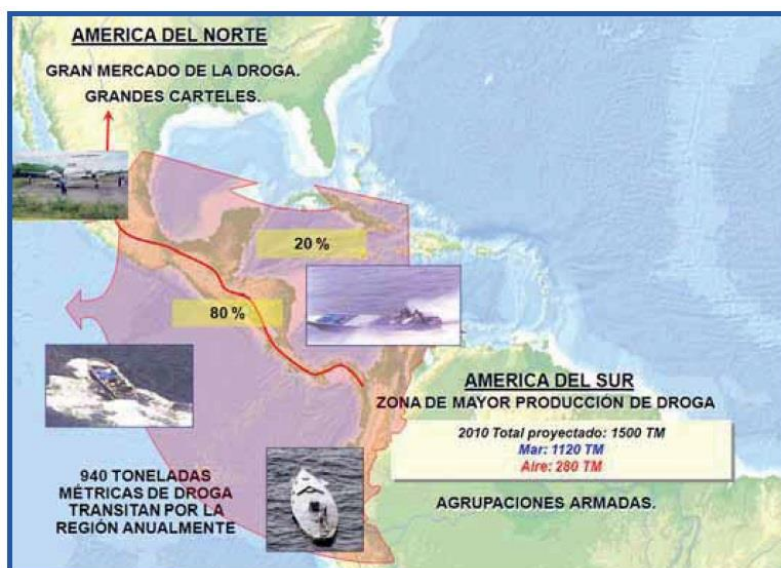 AMERICA DEL NORTE
GRAN MERCADO DE LA DROGA.
GRANDES CARTELES.
20 %
80 %
AMERICA DEL SUR
ZONA DE MAYOR PRODUCCIÓN DE DROGA
2010 Total proyectado: 1500 TM
Mar: 1120 TM
Aire: 280 TM
AGRUPACIONES ARMADAS.
940 TONELADAS
MÉTRICAS DE DROGA
TRANSITAN POR LA
REGIÓN ANUALMENTE